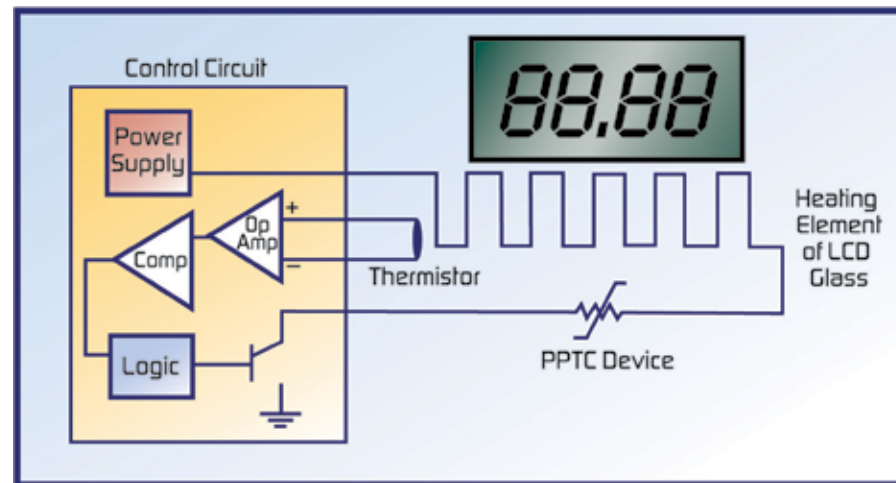 Control Circuit
Power
Supply
88.88
+
Op
Amp
−
Comp
Thermistor
Logic
PPTC Device
Heating
Element
of LCD
Glass